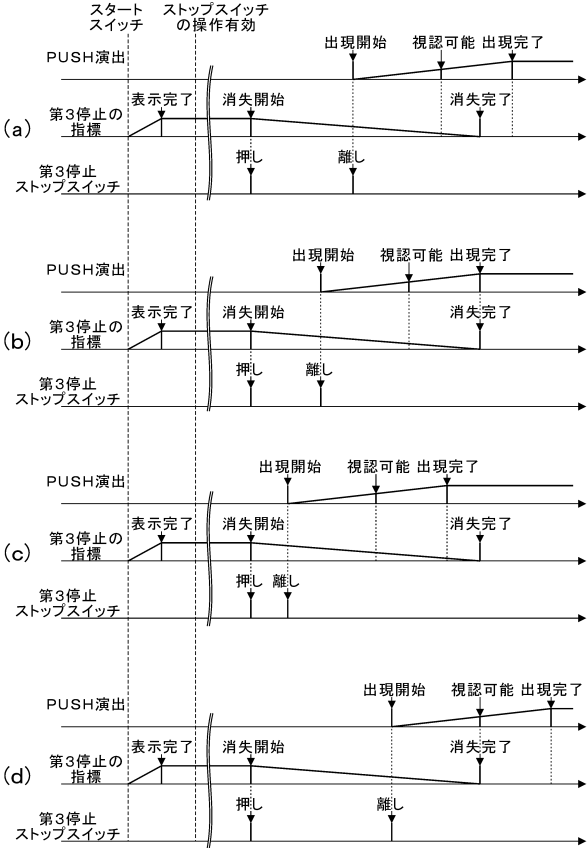 スタート
スイッチ
ストップスイッチ
の操作有効
(a)
PUSH演出
出現開始
視認可能
出現完了
第3停止の
指標
表示完了
消失開始
消失完了
第3停止
ストップスイッチ
押し
離し
(b)
PUSH演出
出現開始
視認可能
出現完了
第3停止の
指標
表示完了
消失開始
消失完了
第3停止
ストップスイッチ
押し
離し
(c)
PUSH演出
出現開始
視認可能
出現完了
第3停止の
指標
表示完了
消失開始
消失完了
第3停止
ストップスイッチ
押し
離し
(d)
PUSH演出
出現開始
視認可能
出現完了
第3停止の
指標
表示完了
消失開始
消失完了
第3停止
ストップスイッチ
押し
離し